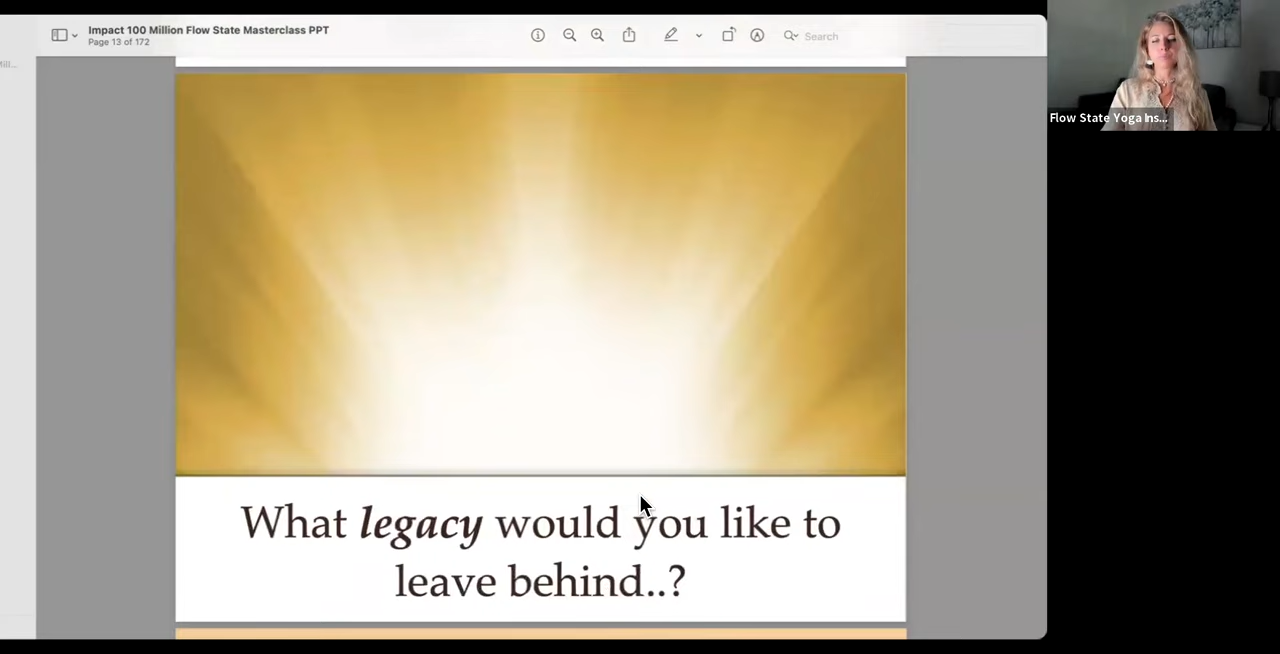 Impact 100 Million Flow State Masterclass PPT
Page 13 of 172
Search
Flow State Yoga Ins...
What legacy would you like to
leave behind..?